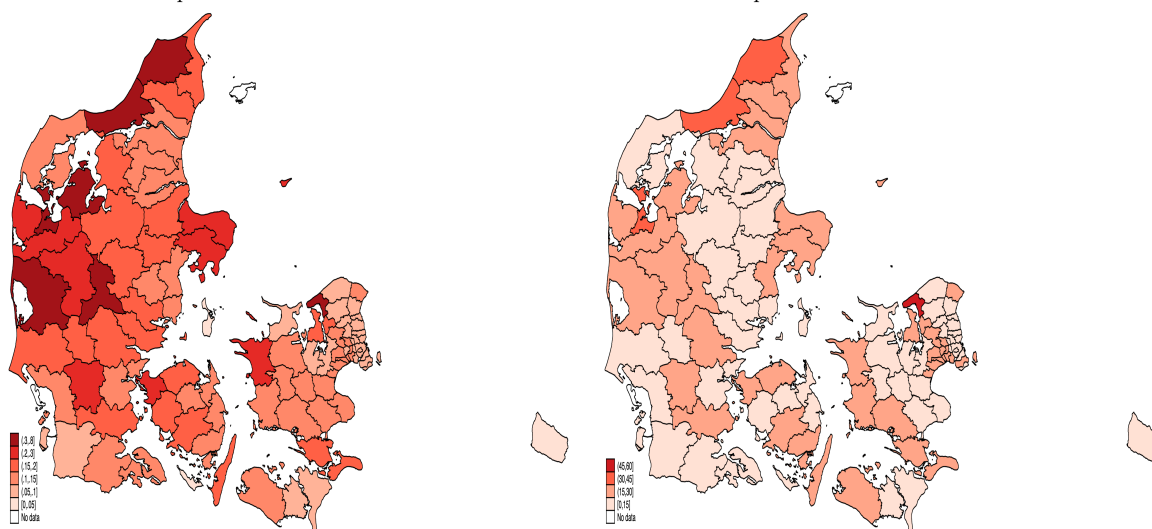 p
p
(.3,.8]
(.2,.3]
(.15,.2]
(.1,.15]
(.05,.1]
[0,.05]
No data
(45,60]
(30,45]
(15,30]
[0,15]
No data